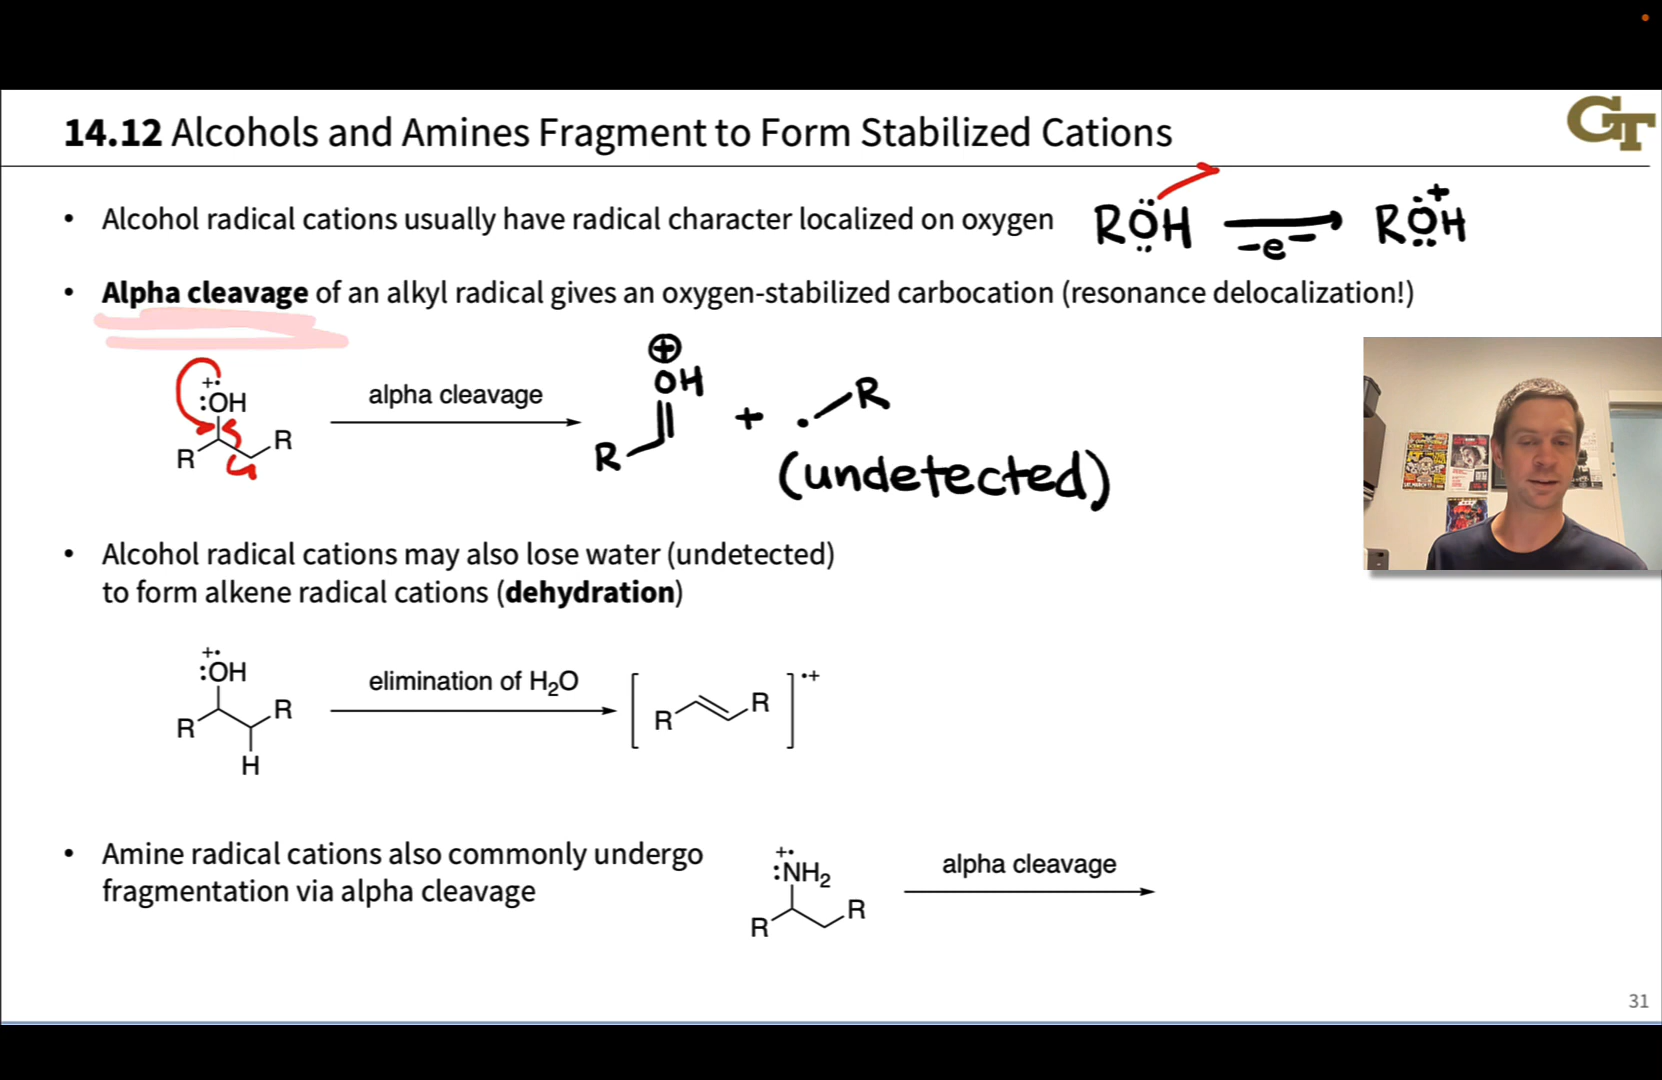 14.12 Alcohols and Amines Fragment to Form Stabilized Cations
GT
• Alcohol radical cations usually have radical character localized on oxygen
RÖH
−e−
RÖH
+
• Alpha cleavage of an alkyl radical gives an oxygen-stabilized carbocation (resonance delocalization!)
+•
:OH
R
R
alpha cleavage
+
OH
R
+
• R
(undetected)
• Alcohol radical cations may also lose water (undetected)
to form alkene radical cations (dehydration)
+•
:OH
R
R
H
elimination of H₂O
[R R]•+
• Amine radical cations also commonly undergo
fragmentation via alpha cleavage
+•
:NH₂
R
R
alpha cleavage
31